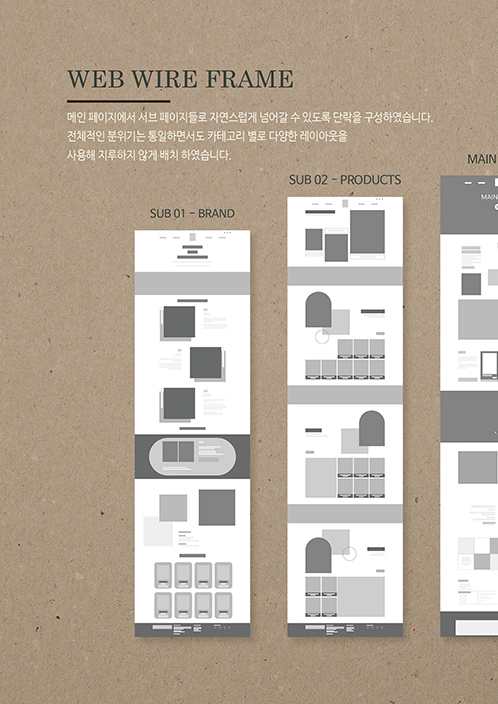 WEB WIRE FRAME
메인 페이지에서 서브 페이지들로 자연스럽게 넘어갈 수 있도록 단락을 구성하였습니다.
전체적인 분위기는 통일하면서도 카테고리 별로 다양한 레이아웃을
사용해 지루하지 않게 배치 하였습니다.
SUB 01 - BRAND
SUB 02 - PRODUCTS
MAIN
MAIN